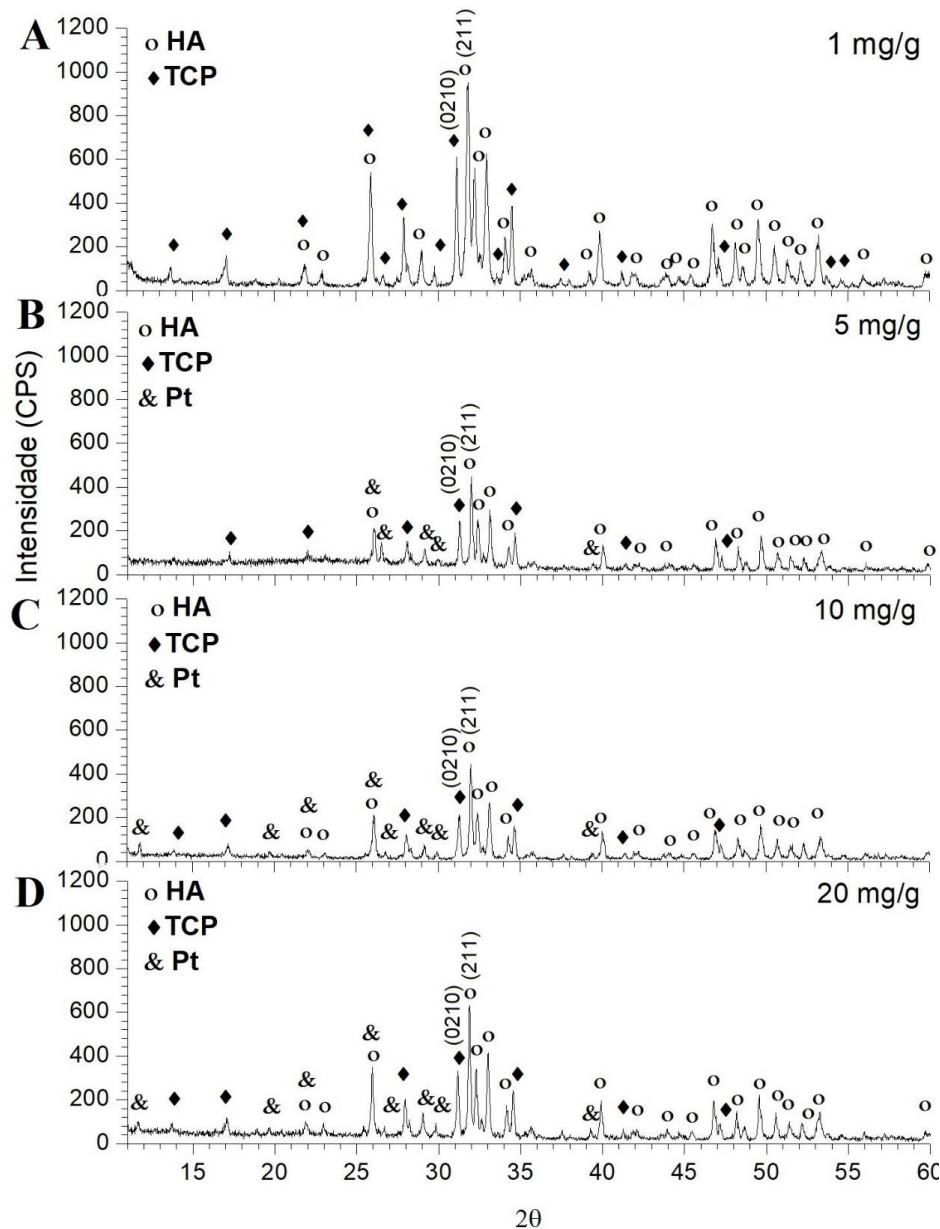 Intensidade (CPS)
A
1200
1000
800
600
400
200
0
o HA
♦ TCP
(0210)
(211)
1 mg/g
B
1200
1000
800
600
400
200
0
o HA
♦ TCP
& Pt
(0210)
(211)
5 mg/g
& & & & &
C
1200
1000
800
600
400
200
0
o HA
♦ TCP
& Pt
(0210)
(211)
10 mg/g
& & & & & & & &
D
1200
1000
800
600
400
200
0
o HA
♦ TCP
& Pt
(0210)
(211)
20 mg/g
& & & & & & & &
15 20 25 30 35 40 45 50 55 60
2θ